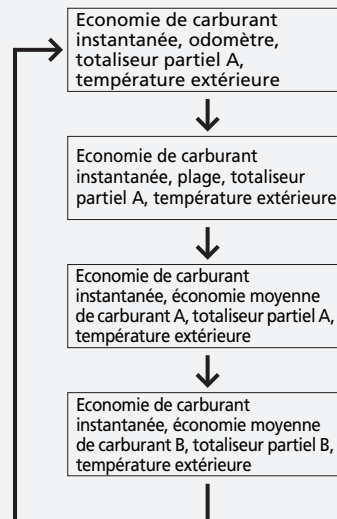 Economie de carburant
instantanée, odomètre,
totaliseur partiel A,
température extérieure
Economie de carburant
instantanée, plage, totaliseur
partiel A, température extérieure
Economie de carburant
instantanée, économie moyenne
de carburant A, totaliseur partiel A,
température extérieure
Economie de carburant
instantanée, économie moyenne
de carburant B, totaliseur partiel B,
température extérieure